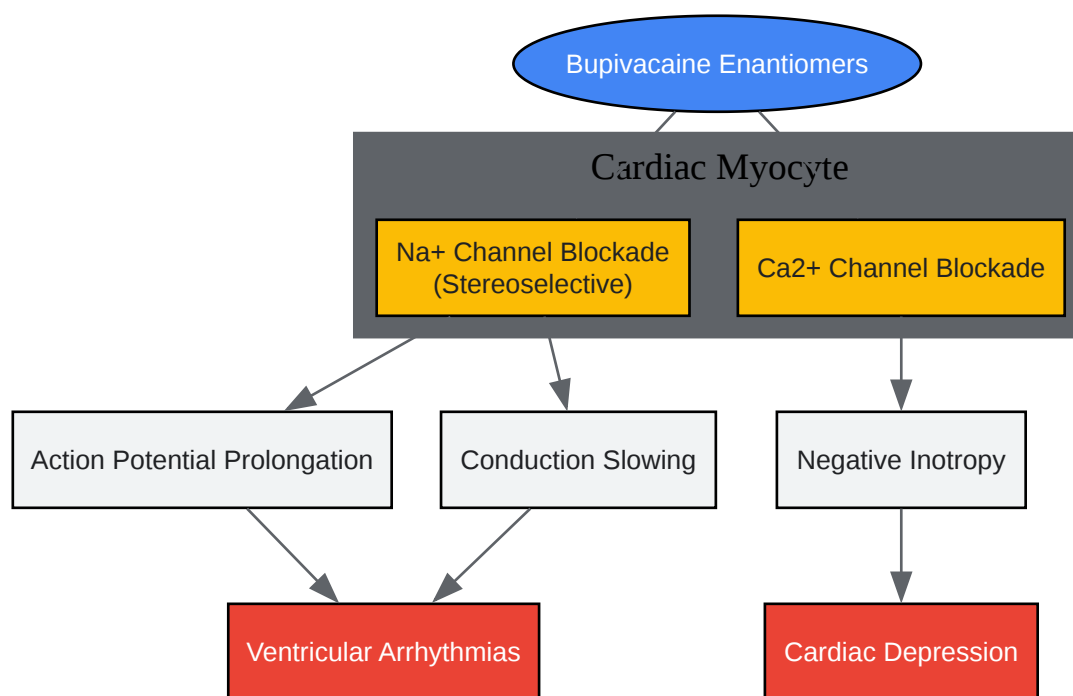 Bupivacaine Enantiomers
Cardiac Myocyte
Na+ Channel Blockade
(Stereoselective)
Ca2+ Channel Blockade
Action Potential Prolongation
Conduction Slowing
Negative Inotropy
Ventricular Arrhythmias
Cardiac Depression